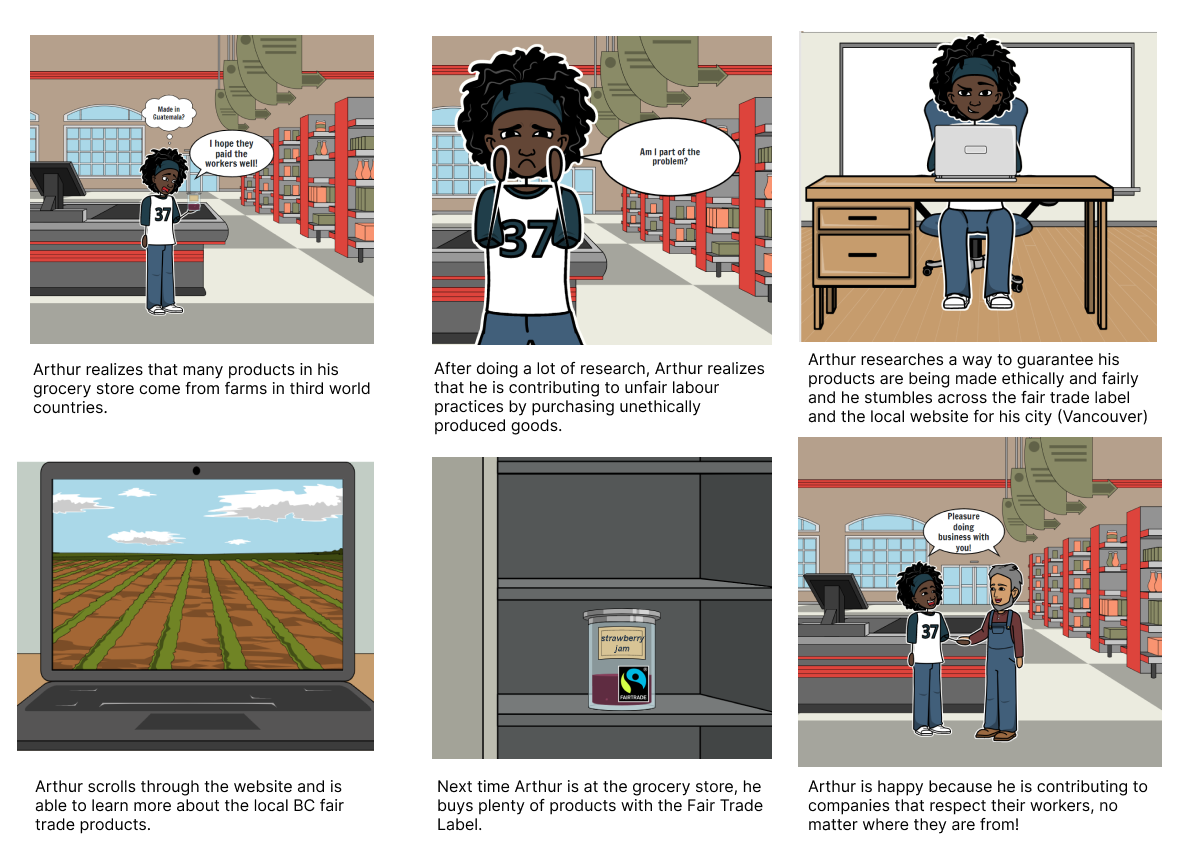 Made in
Guatemala?
I hope they
paid the
workers well!
37
Arthur realizes that many products in his
grocery store come from farms in third world
countries.
Am I part of the
problem?
37
After doing a lot of research, Arthur realizes
that he is contributing to unfair labour
practices by purchasing unethically
produced goods.
Arthur researches a way to guarantee his
products are being made ethically and fairly
and he stumbles across the fair trade label
and the local website for his city (Vancouver)
Arthur scrolls through the website and is
able to learn more about the local BC fair
trade products.
strawberry
jam
FAIRTRADE
Next time Arthur is at the grocery store, he
buys plenty of products with the Fair Trade
Label.
Pleasure
doing
business with
you!
37
Arthur is happy because he is contributing to
companies that respect their workers, no
matter where they are from!